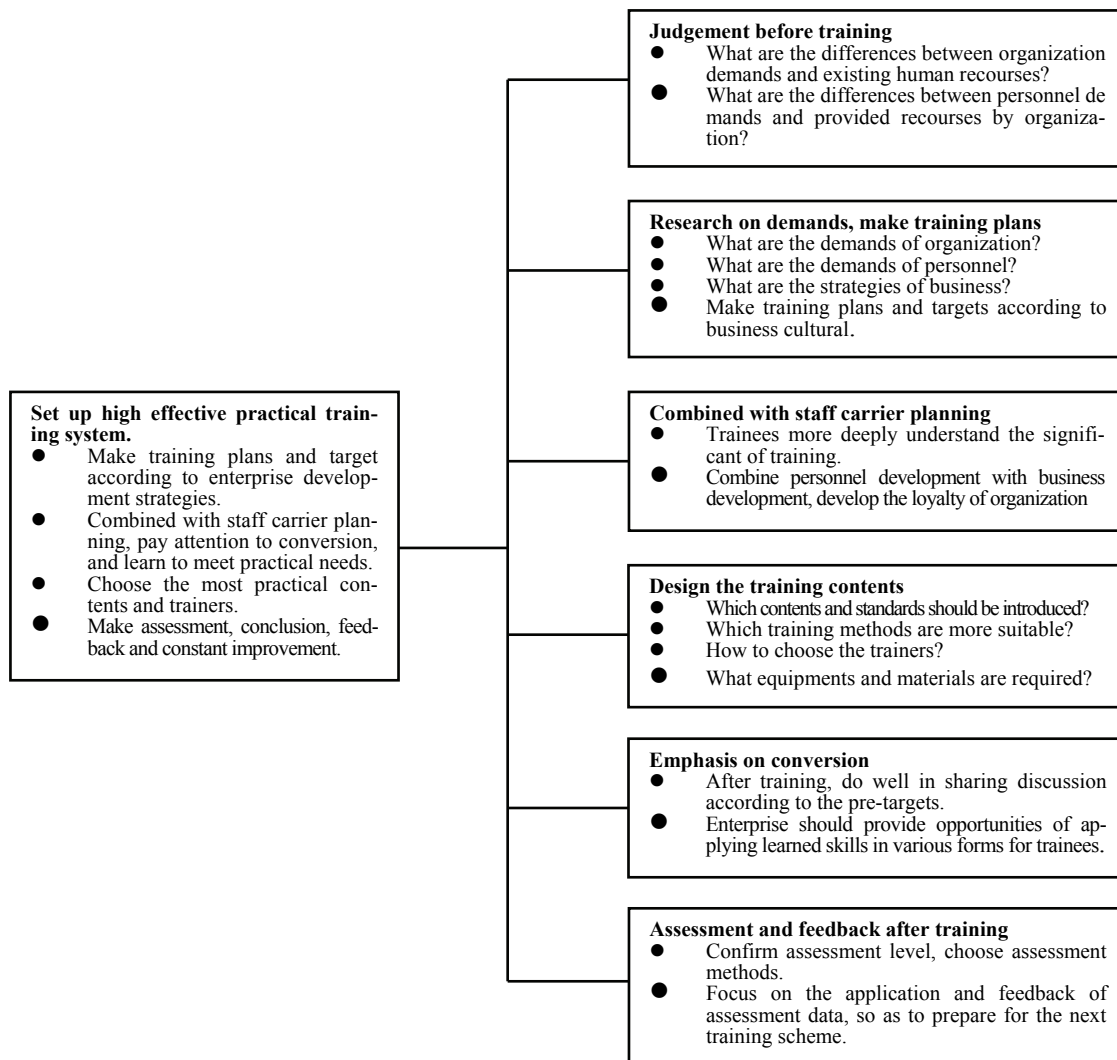 Judgement before training
● What are the differences between organization
demands and existing human recourses?
● What are the differences between personnel de
mands and provided recourses by organiza-
tion?
Research on demands, make training plans
● What are the demands of organization?
● What are the demands of personnel?
● What are the strategies of business?
● Make training plans and targets according to
business cultural.
Set up high effective practical train-
ing system.
● Make training plans and target
according to enterprise develop-
ment strategies.
● Combined with staff carrier plan-
ning, pay attention to conversion,
and learn to meet practical needs.
● Choose the most practical con-
tents and trainers.
● Make assessment, conclusion, feed-
back and constant improvement.
Combined with staff carrier planning
● Trainees more deeply understand the signifi-
cant of training.
● Combine personnel development with business
development, develop the loyalty of organization
Design the training contents
● Which contents and standards should be introduced?
● Which training methods are more suitable?
● How to choose the trainers?
● What equipments and materials are required?
Emphasis on conversion
● After training, do well in sharing discussion
according to the pre-targets.
● Enterprise should provide opportunities of ap-
plying learned skills in various forms for trainees.
Assessment and feedback after training
● Confirm assessment level, choose assessment
methods.
● Focus on the application and feedback of
assessment data, so as to prepare for the next
training scheme.